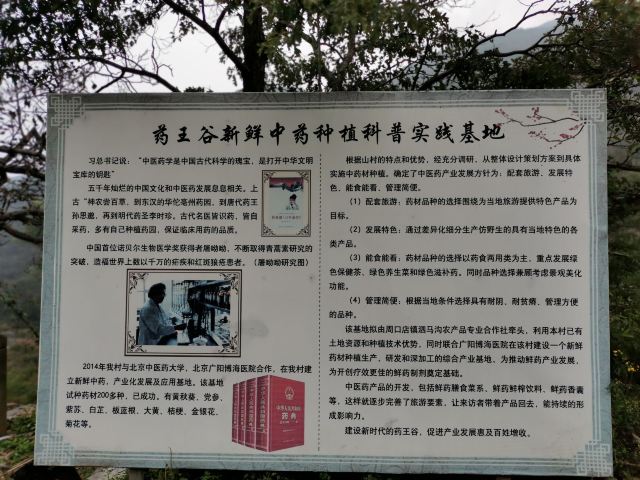 药王谷新鲜中药种植科普实践基地
习总书记说：“中医药学是中国古代科学的瑰宝，是打开中华文明
宝库的钥匙”
五千年灿烂的中国文化和中医药发展息息相关。上
古“神农尝百草，到东汉的华佗亳州药园，到唐代药王
孙思邈，再到明代药圣李时珍。古代名医皆识药，皆自
采药，多有自己种植药园，保证临床用药的品质。
中国首位诺贝尔生物医学奖获得者屠呦呦，不断取得青蒿素研究的
突破，造福世界上数以千万的疟疾和红斑狼疮患者。（屠呦呦研究图）
2014年我村与北京中医药大学，北京广阳博海医院合作，在我村建
立新鲜中药，产业化发展及应用基地。该基地
试种药材200多种，已成功。有黄秋葵，党参，
紫苏、白芷、板蓝根、大黄、桔梗，金银花、
菊花等。
中华人民共和国
药典
根据山村的特点和优势，经充分调研，从整体设计策划方案到具体
实施中药材种植。确定了中医药产业发展方针为：配套旅游、发展特
色，能食能看、管理简便。
（1）配套旅游：药材品种的选择围绕为当地旅游提供特色产品为
目标。
（2）发展特色：通过差异化细分生产仿野生的具有当地特色的各
类产品。
（3）能食能看：药材品种的选择以药食两用类为主，重点发展绿
色保健茶、绿色养生菜和绿色滋补药。同时品种选择兼顾考虑景观美化
功能。
（4）管理简便：根据当地条件选择具有耐阴、耐贫瘠、管理方便
的品种。
该基地拟由周口店镇泗马沟农产品专业合作社牵头，利用本村已有
土地资源和种植技术优势，同时联合广阳博海医院在该村建设一个新鲜
药材种植生产，研发和深加工的综合产业基地，为推动鲜药产业发展，
为开创疗效更佳的鲜药制剂奠定基础。
中医药产品的开发，包括鲜药膳食菜系、鲜药鲜榨饮料、鲜药香囊
等，这样就逐步完善了旅游要素，让来访者带着产品回去，能持续的形
成影响力。
建设新时代的药王谷，促进产业发展惠及百姓增收。